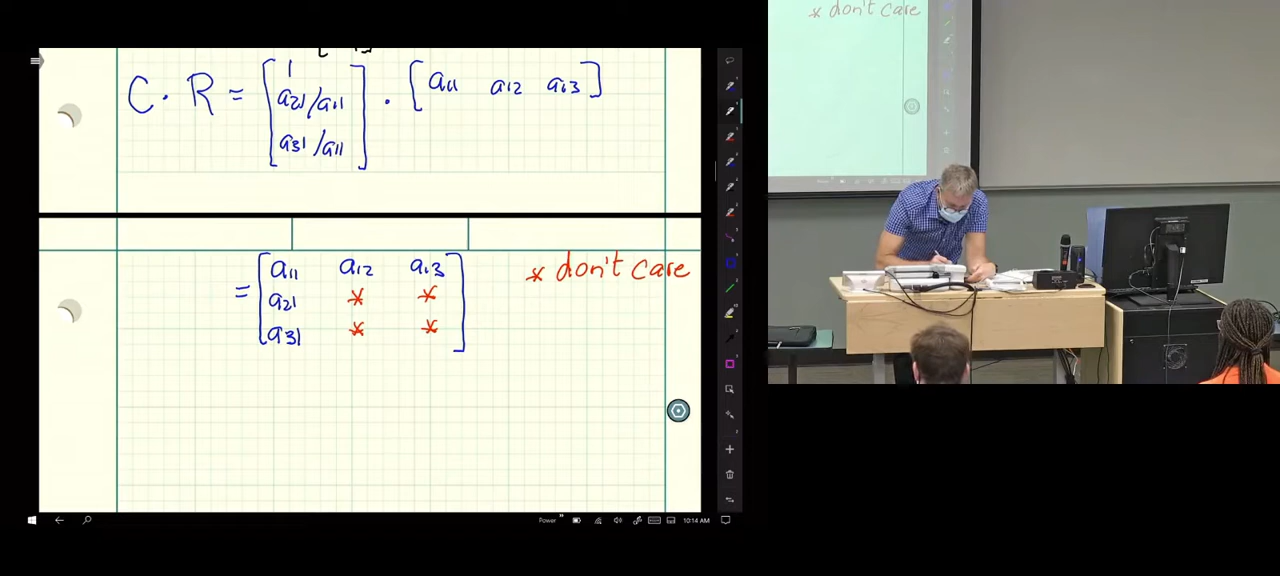 C · R = [ 1 a21/a11 a31/a11 ] · [ a11 a12 a13 ]
= [ a11 a12 a13
a21 * *
a31 * * ]
* don't care
* don't care
Power
10:14 AM